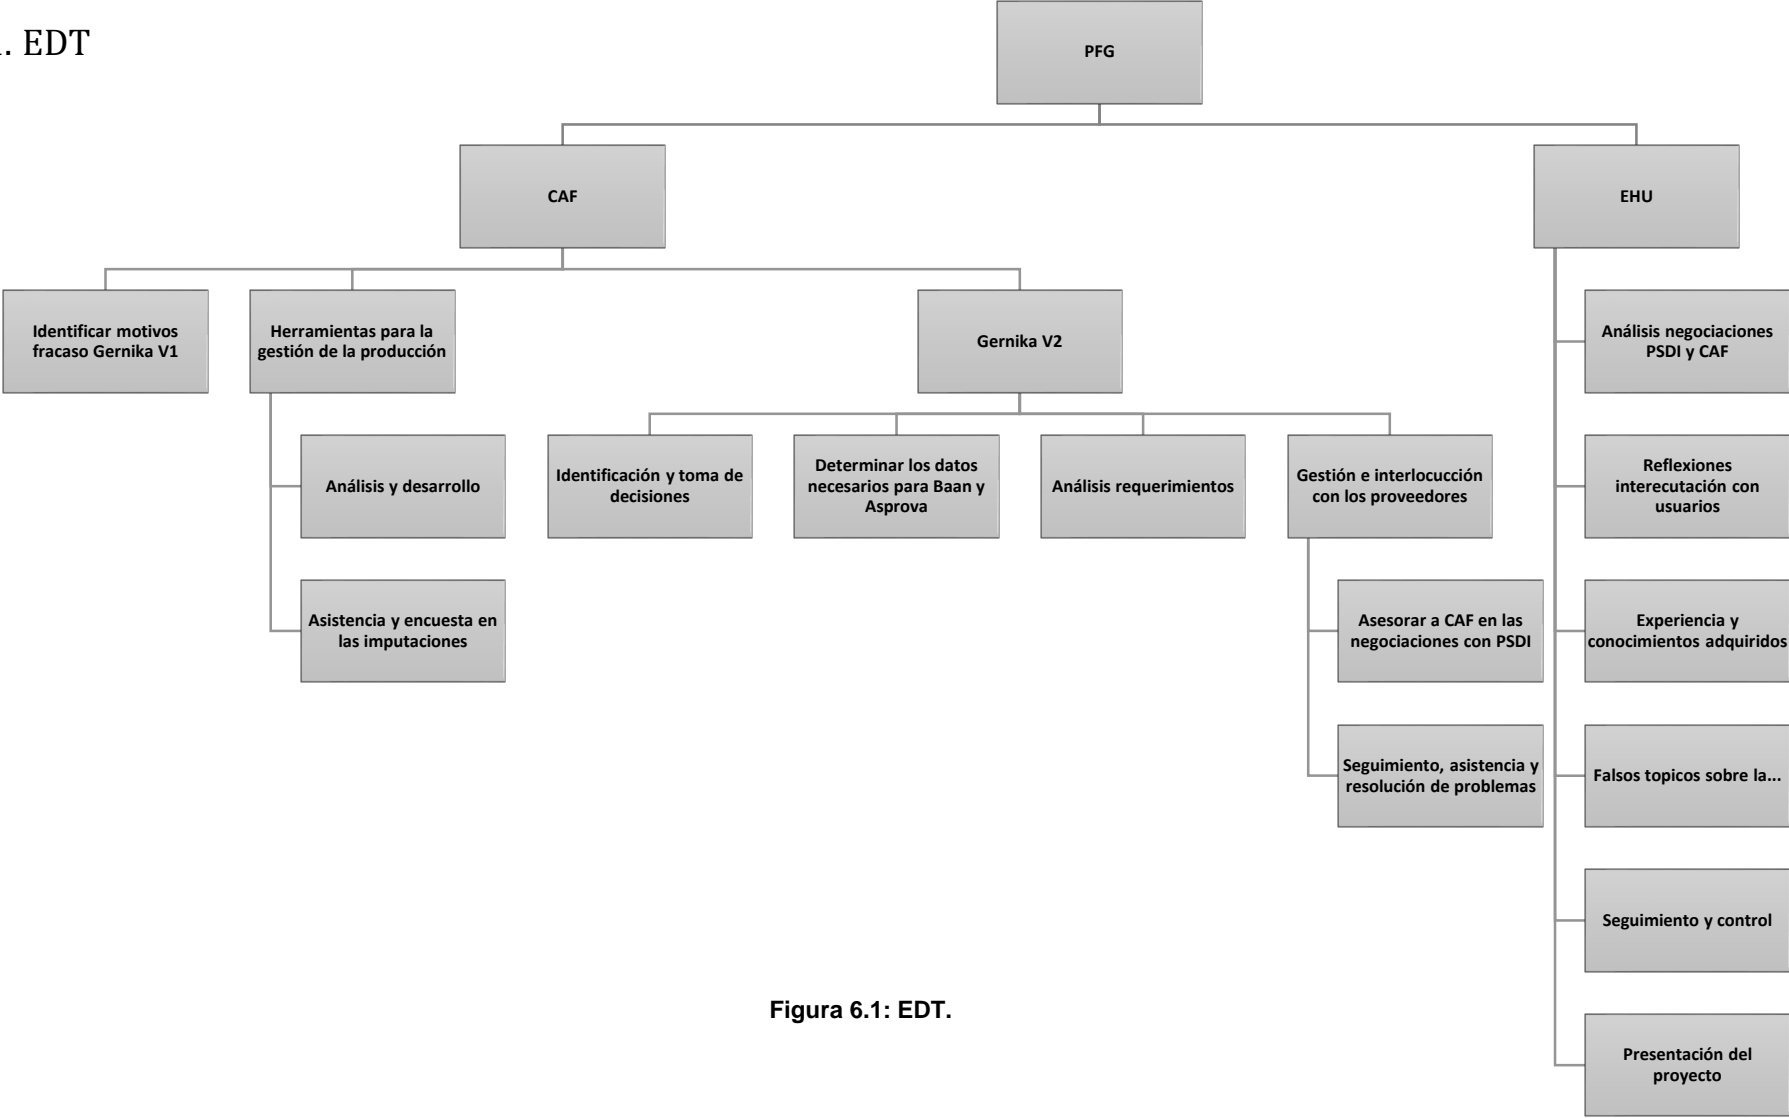 . EDT
PFG
CAF
EHU
Identificar motivos
fracaso Gernika V1
Herramientas para la
gestión de la producción
Gernika V2
Análisis negociaciones
PSDI y CAF
Análisis y desarrollo
Identificación y toma de
decisiones
Determinar los datos
necesarios para Baan y
Asprova
Análisis requerimientos
Gestión e interlocucción
con los proveedores
Reflexiones
interecutación con
usuarios
Asistencia y encuesta en
las imputaciones
Asesorar a CAF en las
negociaciones con PSDI
Experiencia y
conocimientos adquiridos
Seguimiento, asistencia y
resolución de problemas
Falsos topicos sobre la...
Seguimiento y control
Figura 6.1: EDT.
Presentación del
proyecto